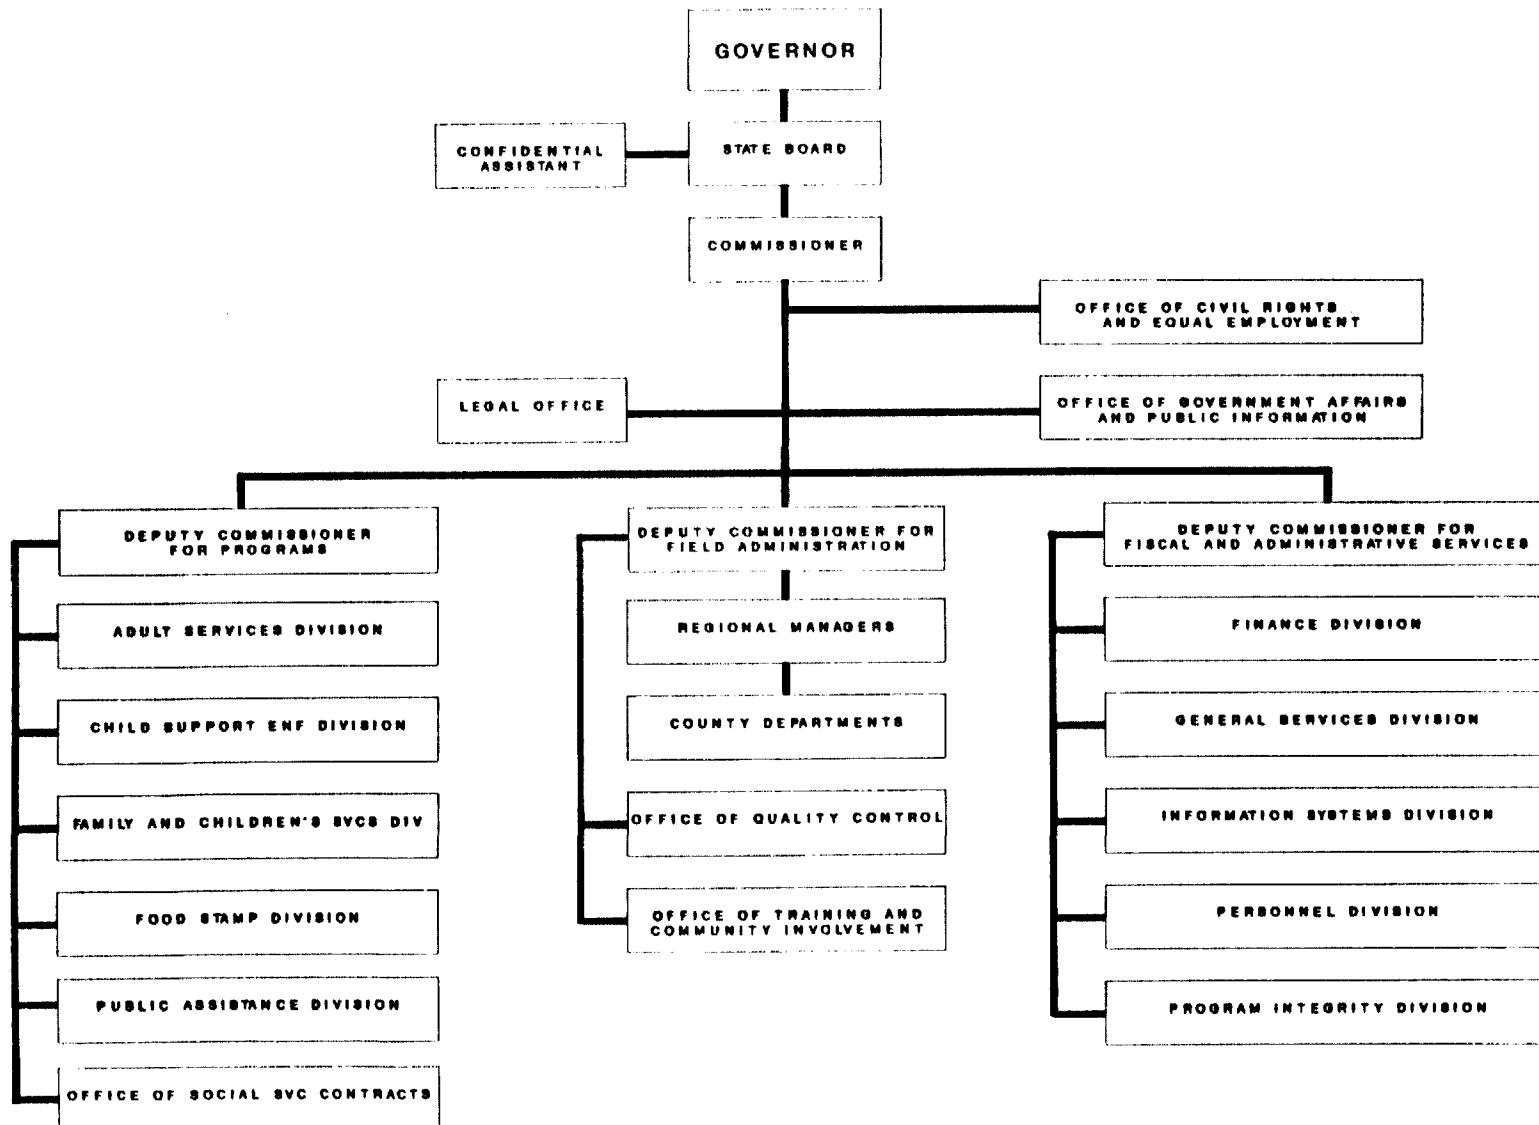 GOVERNOR
CONFIDENTIAL
ASSISTANT
STATE BOARD
COMMISSIONER
OFFICE OF CIVIL RIGHTS
AND EQUAL EMPLOYMENT
LEGAL OFFICE
OFFICE OF GOVERNMENT AFFAIRS
AND PUBLIC INFORMATION
DEPUTY COMMISSIONER
FOR PROGRAMS
ADULT SERVICES DIVISION
CHILD SUPPORT ENF DIVISION
FAMILY AND CHILDREN'S SVCS DIV
FOOD STAMP DIVISION
PUBLIC ASSISTANCE DIVISION
OFFICE OF SOCIAL SVC CONTRACTS
DEPUTY COMMISSIONER FOR
FIELD ADMINISTRATION
REGIONAL MANAGERS
COUNTY DEPARTMENTS
OFFICE OF QUALITY CONTROL
OFFICE OF TRAINING AND
COMMUNITY INVOLVEMENT
DEPUTY COMMISSIONER FOR
FISCAL AND ADMINISTRATIVE SERVICES
FINANCE DIVISION
GENERAL SERVICES DIVISION
INFORMATION SYSTEMS DIVISION
PERSONNEL DIVISION
PROGRAM INTEGRITY DIVISION